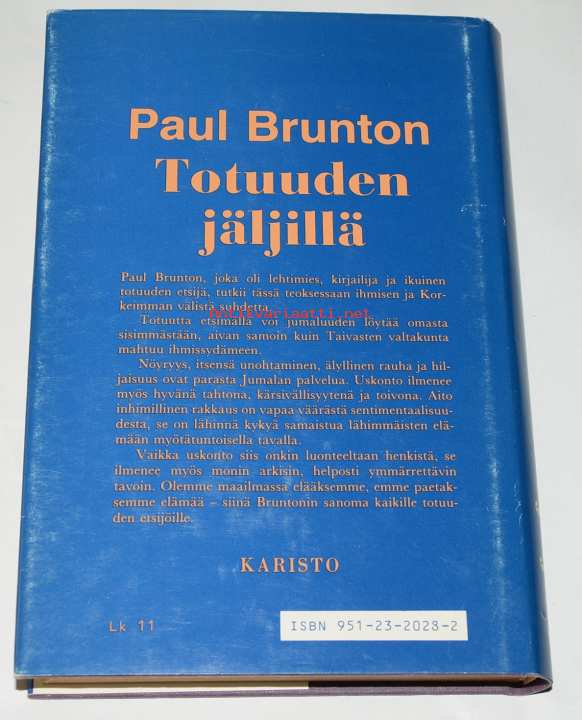 Paul Brunton
Totuuden
jäljillä
Paul Brunton, joka oli lehtimies, kirjailija ja ikuinen
totuuden etsijä, tutkii tässä teoksessaan ihmisen ja Kor-
keimman välistä suhdetta.
Totuutta etsimällä voi jumaluuden löytää omasta
sisimmästään, aivan samoin kuin Taivasten valtakunta
mahtuu ihmissydämeen.
Nöyryys, itsensä unohtaminen, älyllinen rauha ja hil-
jaisuus ovat parasta Jumalan palvelua. Uskonto ilmenee
myös hyvänä tahtona, kärsivällisyytenä ja toivona. Aito
inhimillinen rakkaus on vapaa väärästä sentimentaalisuu-
desta, se on lähinnä kykyä samaistua lähimmäisten elä-
mään myötätuntoisella tavalla.
Vaikka uskonto siis onkin luonteeltaan henkistä, se
ilmenee myös monin arkisin, helposti ymmärrettävin
tavoin. Olemme maailmassa elääksemme, emme paetak-
semme elämää – siinä Bruntonin sanoma kaikille totuu-
den etsijöille.
KARISTO
Lk 11
ISBN 951-23-2028-2